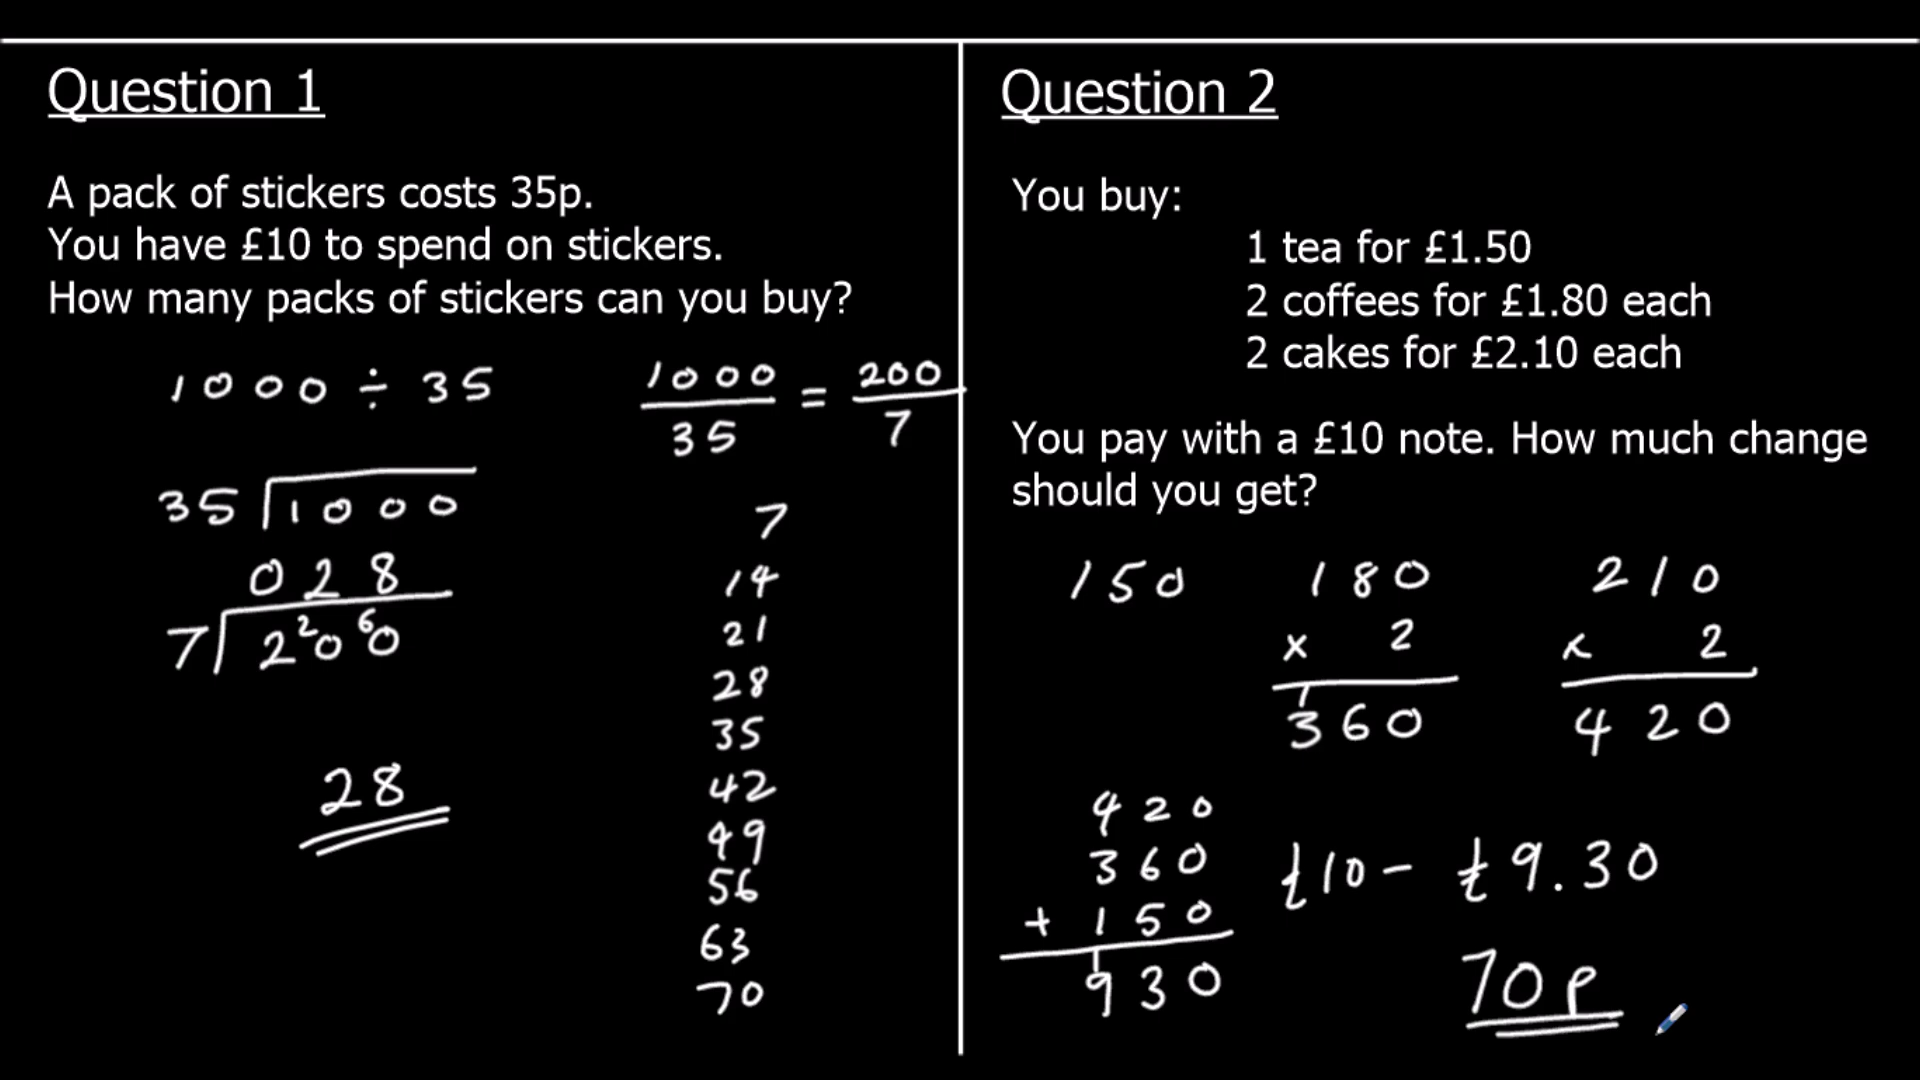 Question 1
A pack of stickers costs 35p.
You have £10 to spend on stickers.
How many packs of stickers can you buy?
1000 ÷ 35
1000/35 = 200/7
35 1000
028
7 2²0⁶0
28
7
14
21
28
35
42
49
56
63
70
Question 2
You buy:
1 tea for £1.50
2 coffees for £1.80 each
2 cakes for £2.10 each
You pay with a £10 note. How much change
should you get?
150
180
x 2
1
360
210
x 2
420
420
360
+ 150
1
930
£10 - £9.30
70p